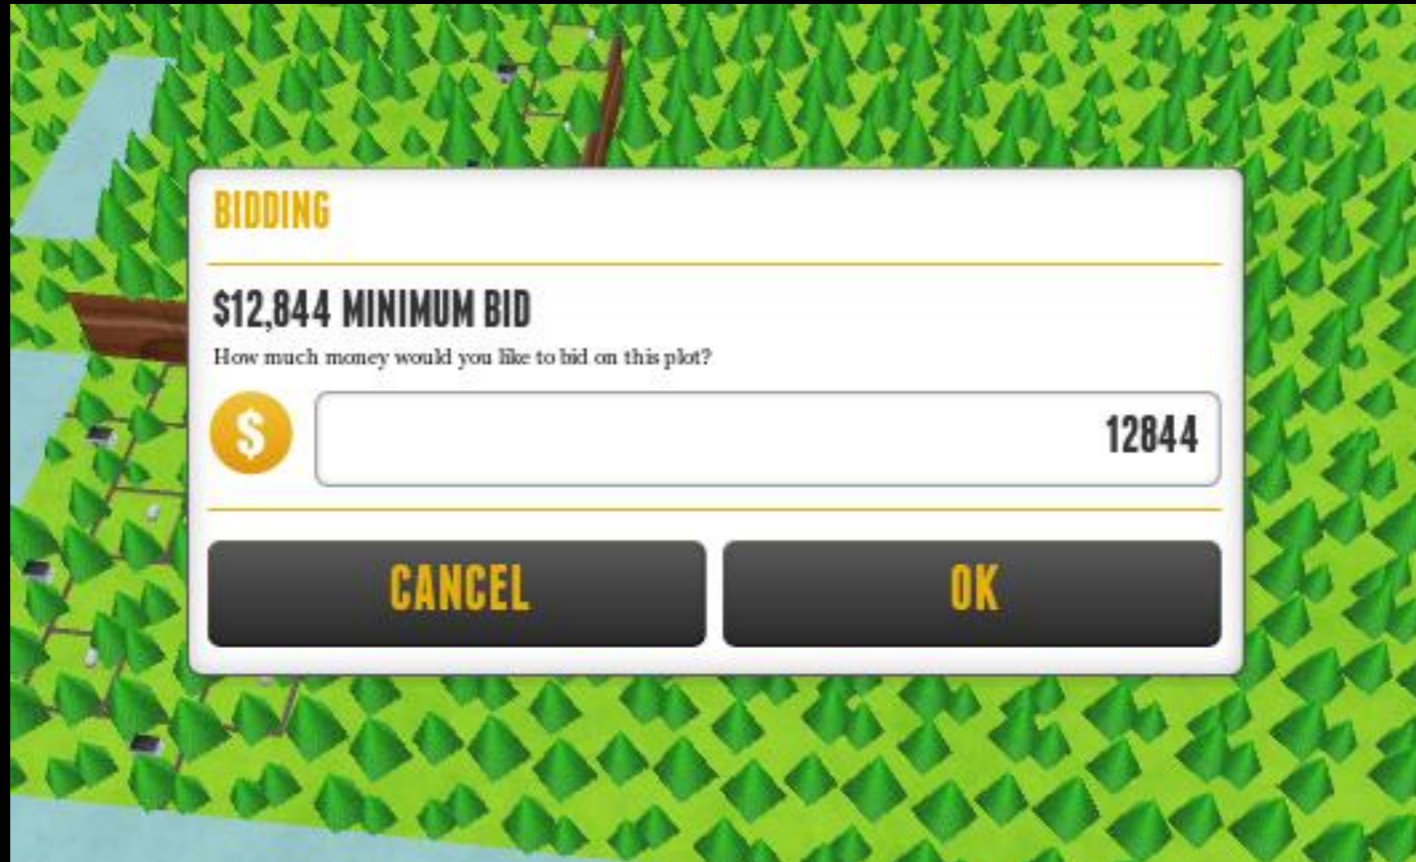 BIDDING
$12,844 MINIMUM BID
How much money would you like to bid on this plot?
$
12844
CANCEL
OK